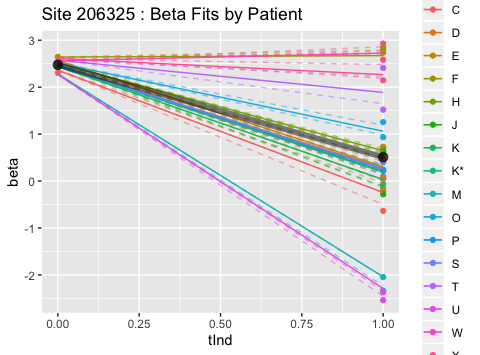 Site 206325 : Beta Fits by Patient
beta
3
2
1
0
-1
-2
0.00 0.25 0.50 0.75 1.00
tInd
C
D
E
F
H
J
K
K*
M
O
P
S
T
U
W